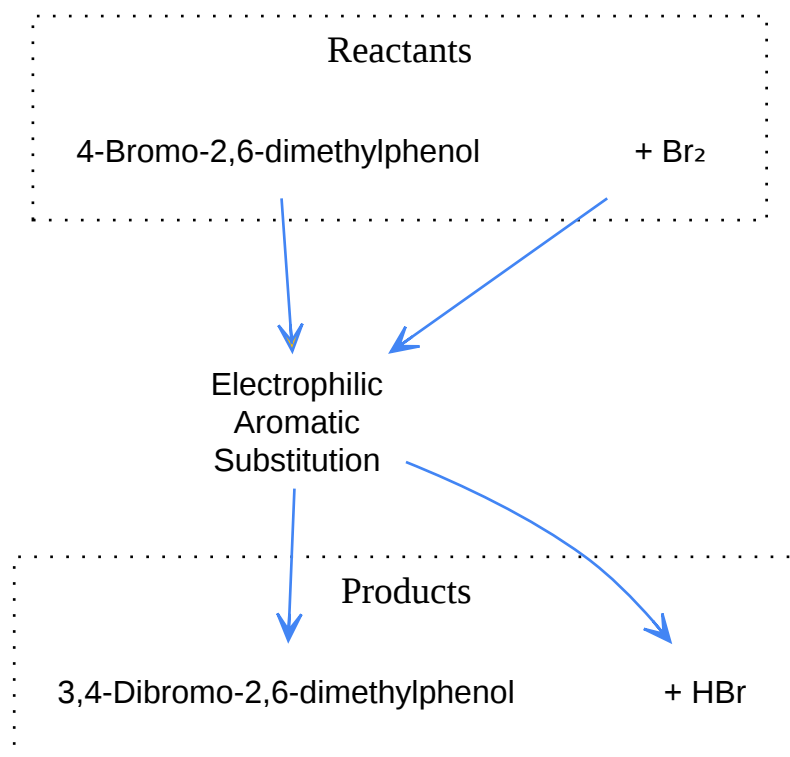 Reactants
4-Bromo-2,6-dimethylphenol + Br₂
Electrophilic
Aromatic
Substitution
Products
3,4-Dibromo-2,6-dimethylphenol + HBr